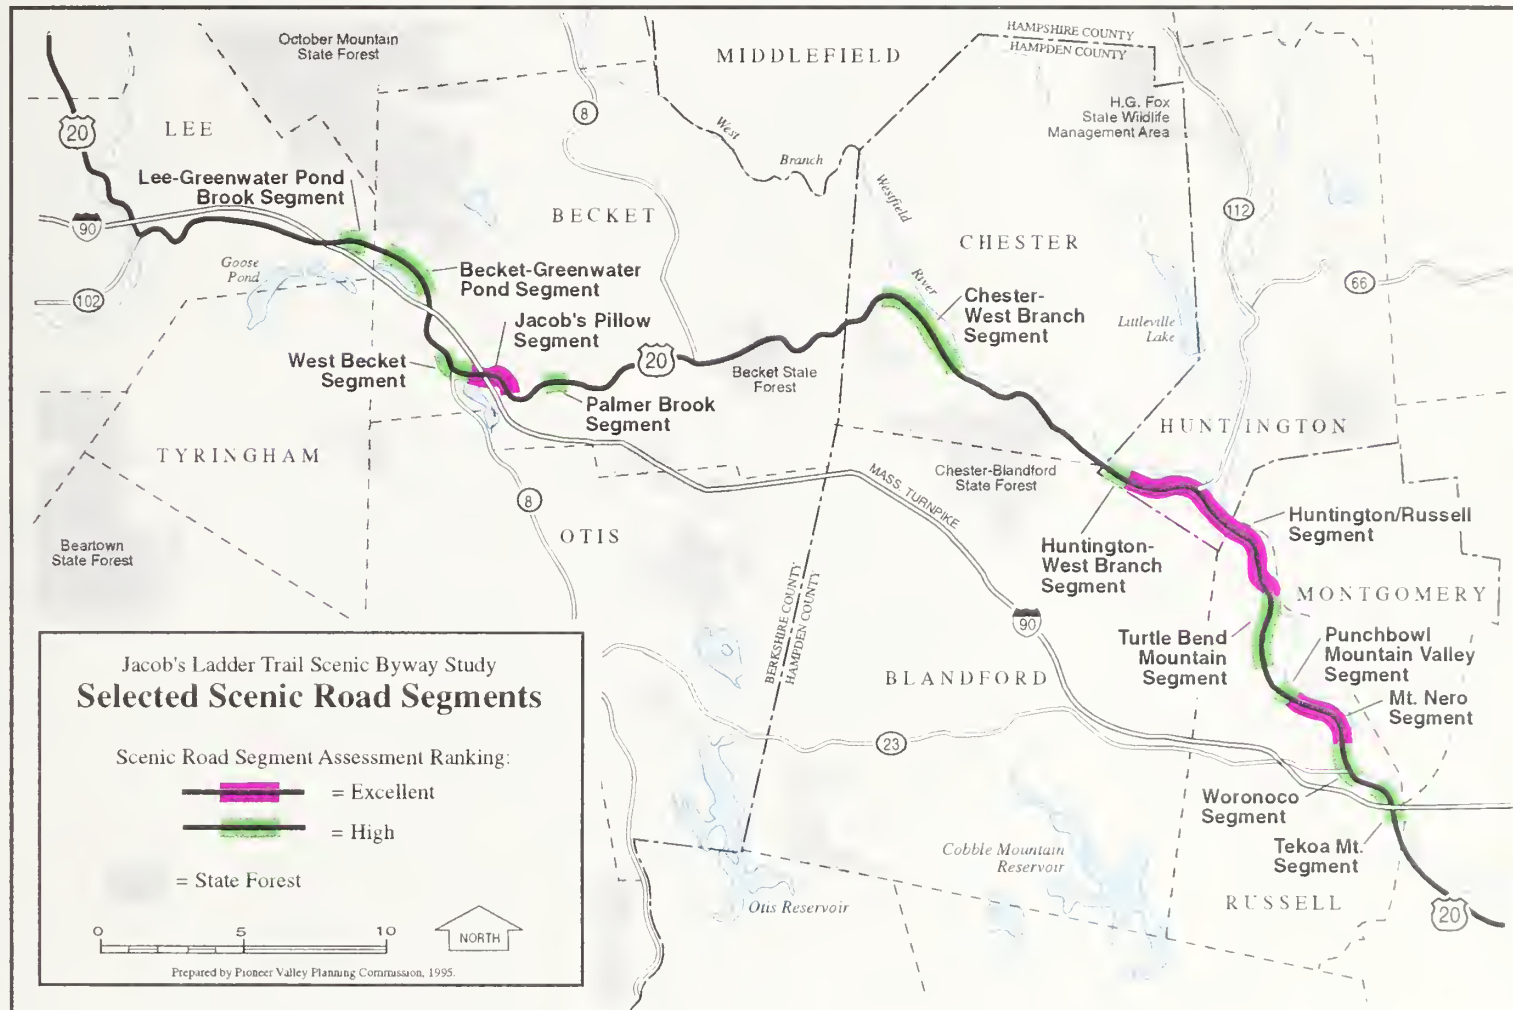 October Mountain
State Forest
MIDDLEFIELD
HAMPSHIRE COUNTY
HAMPDEN COUNTY
H.G. Fox
State Wildlife
Management Area
8
20
LEE
West
Branch
Westfield
River
Lee-Greenwater Pond
Brook Segment
BECKET
112
CHESTER
90
Goose
Pond
102
Becket-Greenwater
Pond Segment
66
Chester-
West Branch
Segment
Littleville
Lake
Jacob's Pillow
Segment
West Becket
Segment
20
Becket State
Forest
Palmer Brook
Segment
HUNTINGTON
TYRINGHAM
MASS. TURNPIKE
Chester-Blandford
State Forest
8
OTIS
Huntington/Russell
Segment
Beartown
State Forest
Huntington-
West Branch
Segment
BERKSHIRE COUNTY
HAMPDEN COUNTY
MONTGOMERY
90
Turtle Bend
Mountain
Segment
Punchbowl
Mountain Valley
Segment
BLANDFORD
Mt. Nero
Segment
23
Woronoco
Segment
Tekoa Mt.
Segment
Cobble Mountain
Reservoir
Otis Reservoir
RUSSELL
20
Jacob's Ladder Trail Scenic Byway Study
Selected Scenic Road Segments
Scenic Road Segment Assessment Ranking:
= Excellent
= High
= State Forest
0 5 10
NORTH
Prepared by Pioneer Valley Planning Commission, 1995.